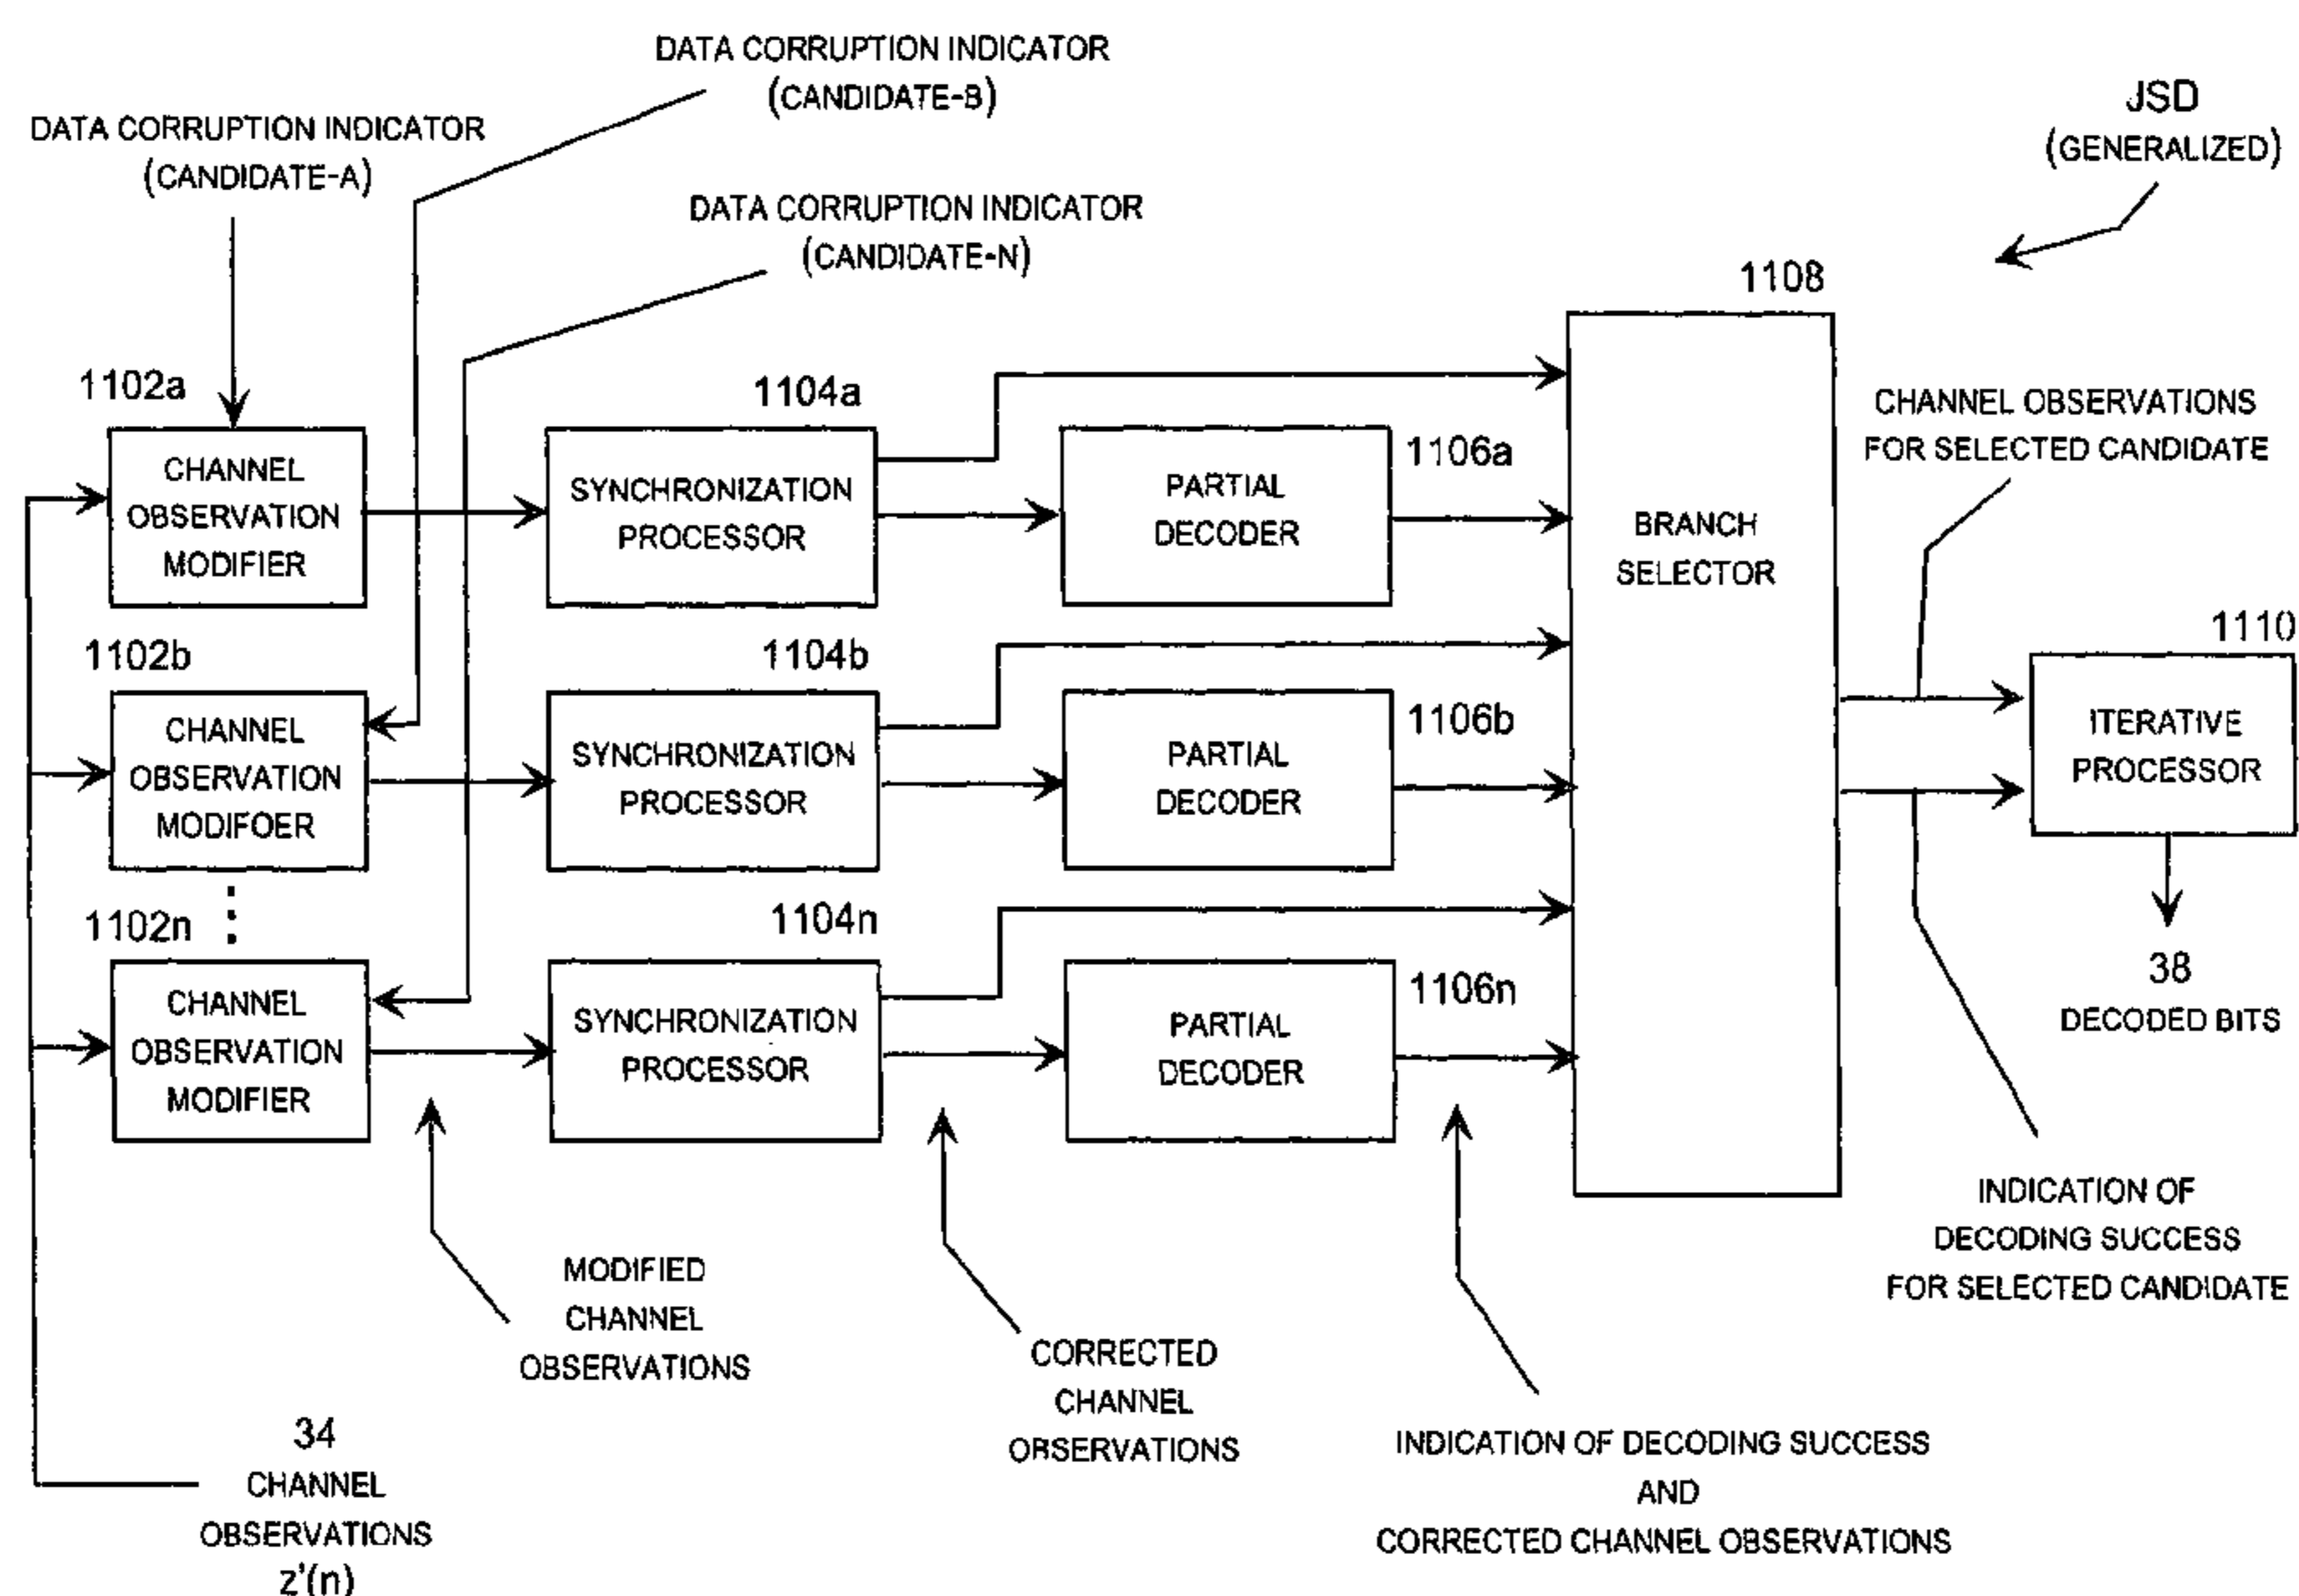 DATA CORRUPTION INDICATOR
(CANDIDATE-B)
JSD
(GENERALIZED)
DATA CORRUPTION INDICATOR
(CANDIDATE-A)
DATA CORRUPTION INDICATOR
(CANDIDATE-N)
1108
1102a
1104a
CHANNEL OBSERVATIONS
FOR SELECTED CANDIDATE
CHANNEL
OBSERVATION
MODIFIER
SYNCHRONIZATION
PROCESSOR
PARTIAL
DECODER
1106a
BRANCH
SELECTOR
1110
1102b
1104b
CHANNEL
OBSERVATION
MODIFOER
SYNCHRONIZATION
PROCESSOR
PARTIAL
DECODER
1106b
ITERATIVE
PROCESSOR
1102n
1104n
38
DECODED BITS
CHANNEL
OBSERVATION
MODIFIER
SYNCHRONIZATION
PROCESSOR
PARTIAL
DECODER
1106n
INDICATION OF
DECODING SUCCESS
FOR SELECTED CANDIDATE
MODIFIED
CHANNEL
OBSERVATIONS
CORRECTED
CHANNEL
OBSERVATIONS
INDICATION OF DECODING SUCCESS
AND
CORRECTED CHANNEL OBSERVATIONS
34
CHANNEL
OBSERVATIONS
z'(n)